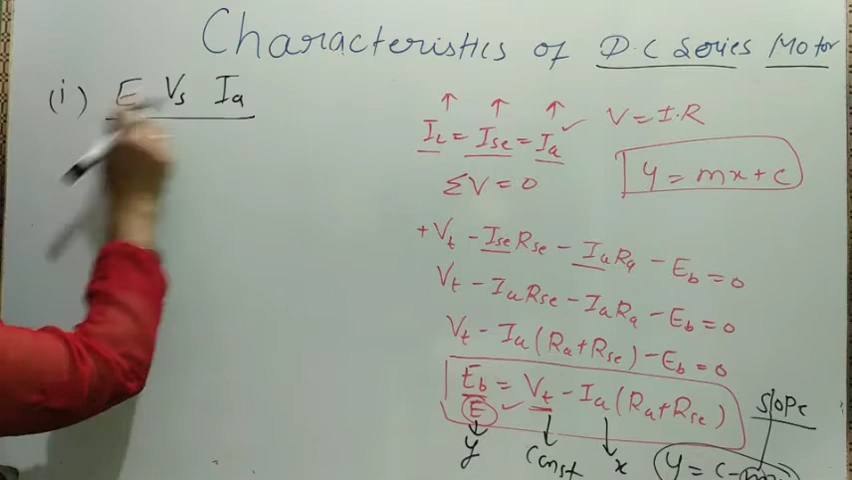 Characteristics of D.C Series Motor
(i) E Vs Ia
↑ ↑ ↑
IL = Ise = Ia ✓
V = I.R
ΣV = 0
y = mx + c
+Vt - IseRse - IaRa - Eb = 0
Vt - IaRse - IaRa - Eb = 0
Vt - Ia(Ra+Rse) - Eb = 0
Eb = Vt - Ia(Ra+Rse)
E ✓
slope
y const x
y = c -